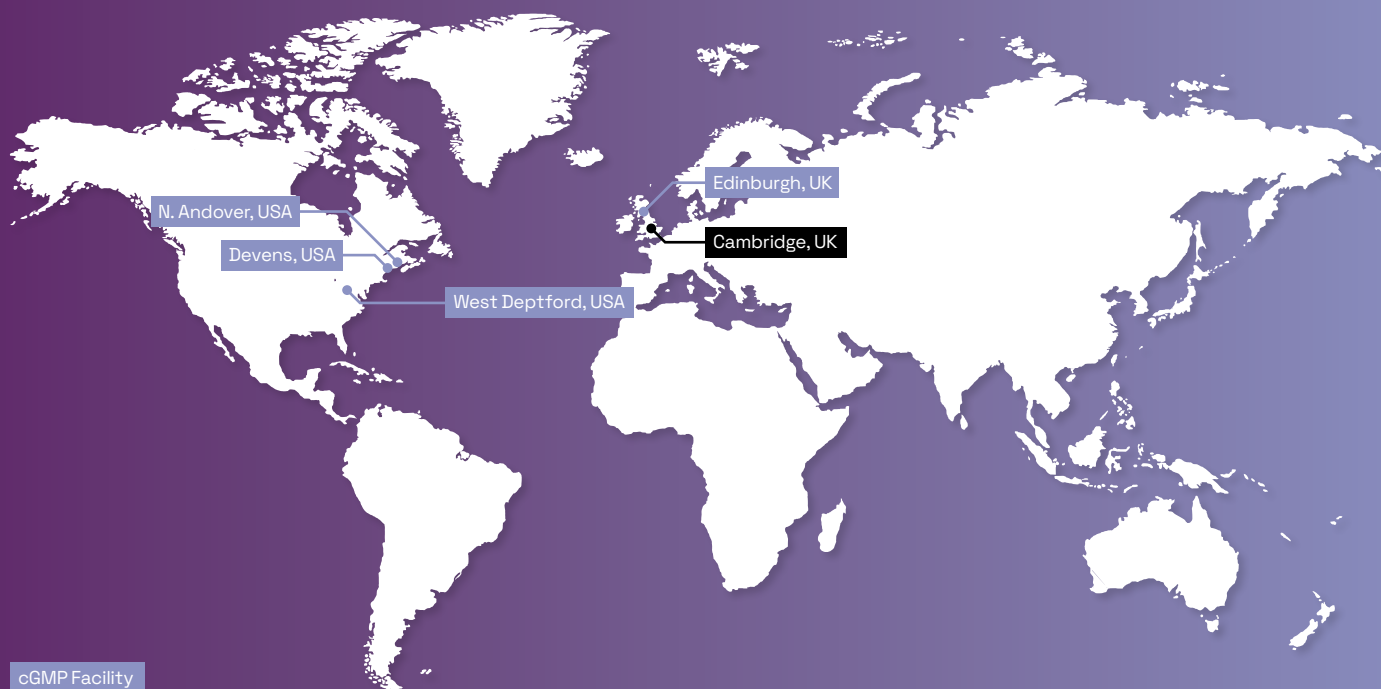 Edinburgh, UK
N. Andover, USA
Cambridge, UK
Devens, USA
West Deptford, USA
cGMP Facility